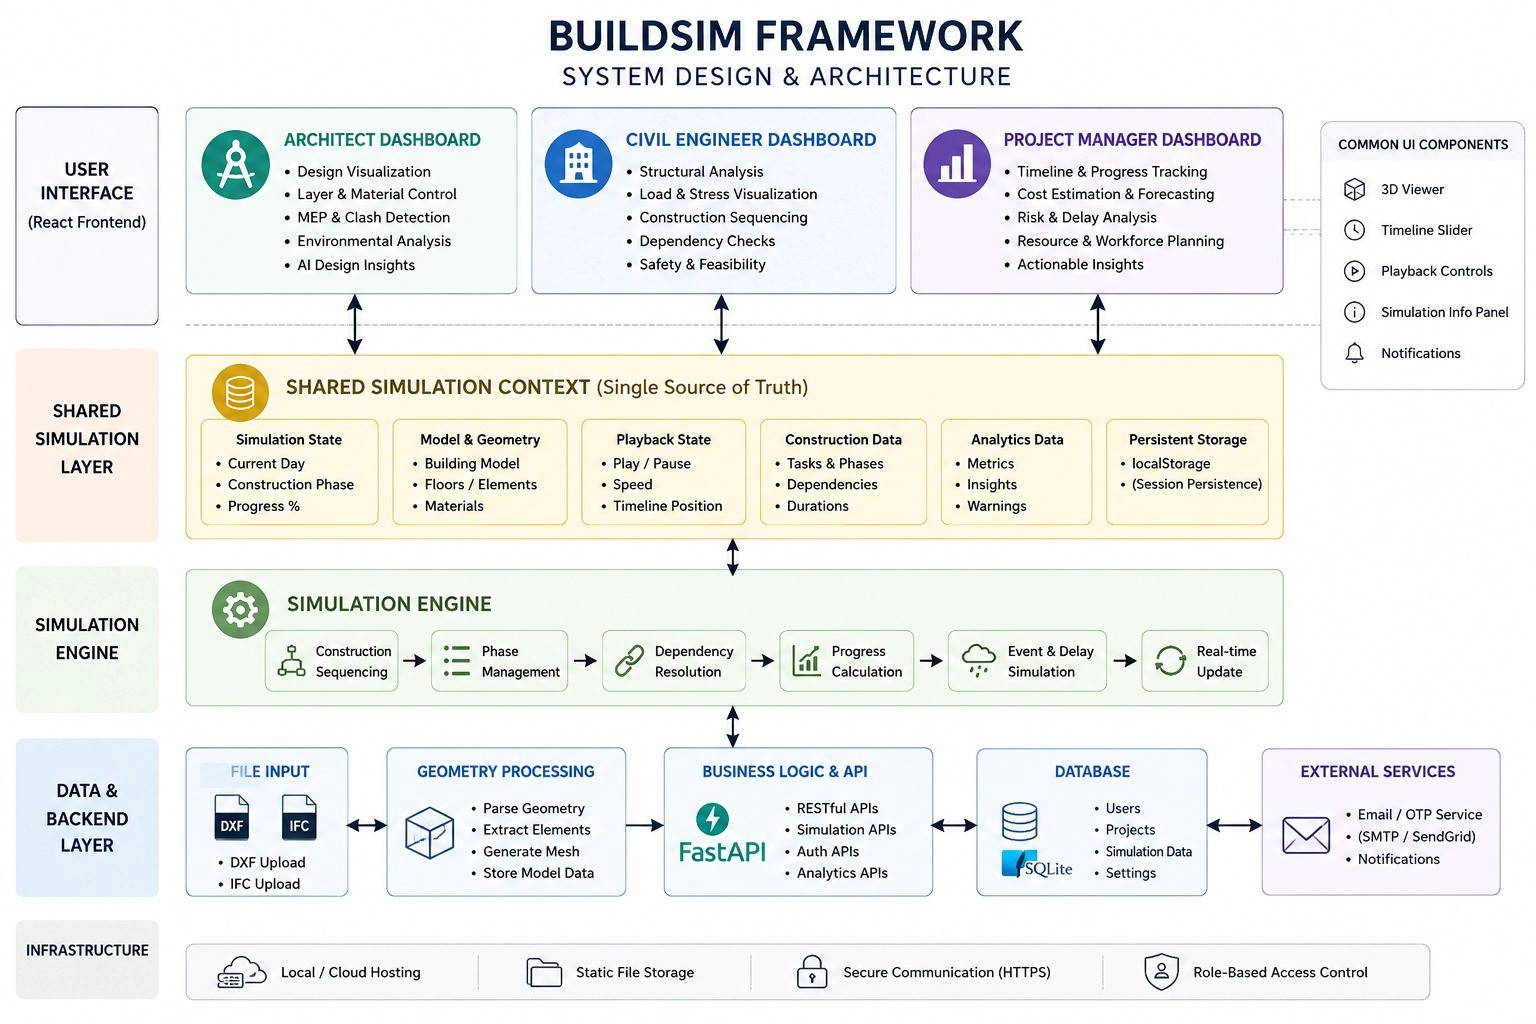 BUILDSIM FRAMEWORK
SYSTEM DESIGN & ARCHITECTURE
USER
INTERFACE
(React Frontend)
ARCHITECT DASHBOARD
• Design Visualization
• Layer & Material Control
• MEP & Clash Detection
• Environmental Analysis
• AI Design Insights
CIVIL ENGINEER DASHBOARD
• Structural Analysis
• Load & Stress Visualization
• Construction Sequencing
• Dependency Checks
• Safety & Feasibility
PROJECT MANAGER DASHBOARD
• Timeline & Progress Tracking
• Cost Estimation & Forecasting
• Risk & Delay Analysis
• Resource & Workforce Planning
• Actionable Insights
COMMON UI COMPONENTS
3D Viewer
Timeline Slider
Playback Controls
Simulation Info Panel
Notifications
SHARED
SIMULATION
LAYER
SHARED SIMULATION CONTEXT (Single Source of Truth)
Simulation State
• Current Day
• Construction Phase
• Progress %
Model & Geometry
• Building Model
• Floors / Elements
• Materials
Playback State
• Play / Pause
• Speed
• Timeline Position
Construction Data
• Tasks & Phases
• Dependencies
• Durations
Analytics Data
• Metrics
• Insights
• Warnings
Persistent Storage
• localStorage
• (Session Persistence)
SIMULATION
ENGINE
SIMULATION ENGINE
Construction
Sequencing
Phase
Management
Dependency
Resolution
Progress
Calculation
Event & Delay
Simulation
Real-time
Update
DATA &
BACKEND
LAYER
FILE INPUT
DXF
IFC
• DXF Upload
• IFC Upload
GEOMETRY PROCESSING
• Parse Geometry
• Extract Elements
• Generate Mesh
• Store Model Data
BUSINESS LOGIC & API
FastAPI
• RESTful APIs
• Simulation APIs
• Auth APIs
• Analytics APIs
DATABASE
SQLite
• Users
• Projects
• Simulation Data
• Settings
EXTERNAL SERVICES
• Email / OTP Service
• (SMTP / SendGrid)
• Notifications
INFRASTRUCTURE
Local / Cloud Hosting
Static File Storage
Secure Communication (HTTPS)
Role-Based Access Control